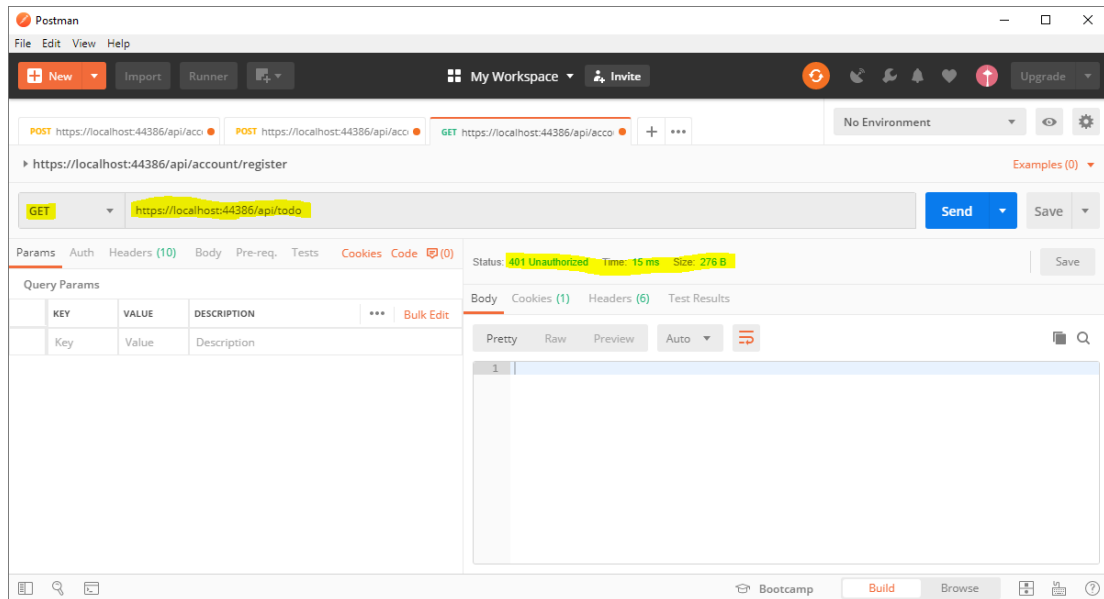 Postman
File Edit View Help
New Import Runner My Workspace Invite Upgrade
POST https://localhost:44386/api/acc POST https://localhost:44386/api/acc GET https://localhost:44386/api/acco + ••• No Environment
https://localhost:44386/api/account/register Examples (0)
GET https://localhost:44386/api/todo Send Save
Params Auth Headers (10) Body Pre-req. Tests Cookies Code (0)
Status: 401 Unauthorized Time: 15 ms Size: 276 B Save
Query Params
Body Cookies (1) Headers (6) Test Results
KEY VALUE DESCRIPTION ••• Bulk Edit
Key Value Description
Pretty Raw Preview Auto
1
Bootcamp Build Browse